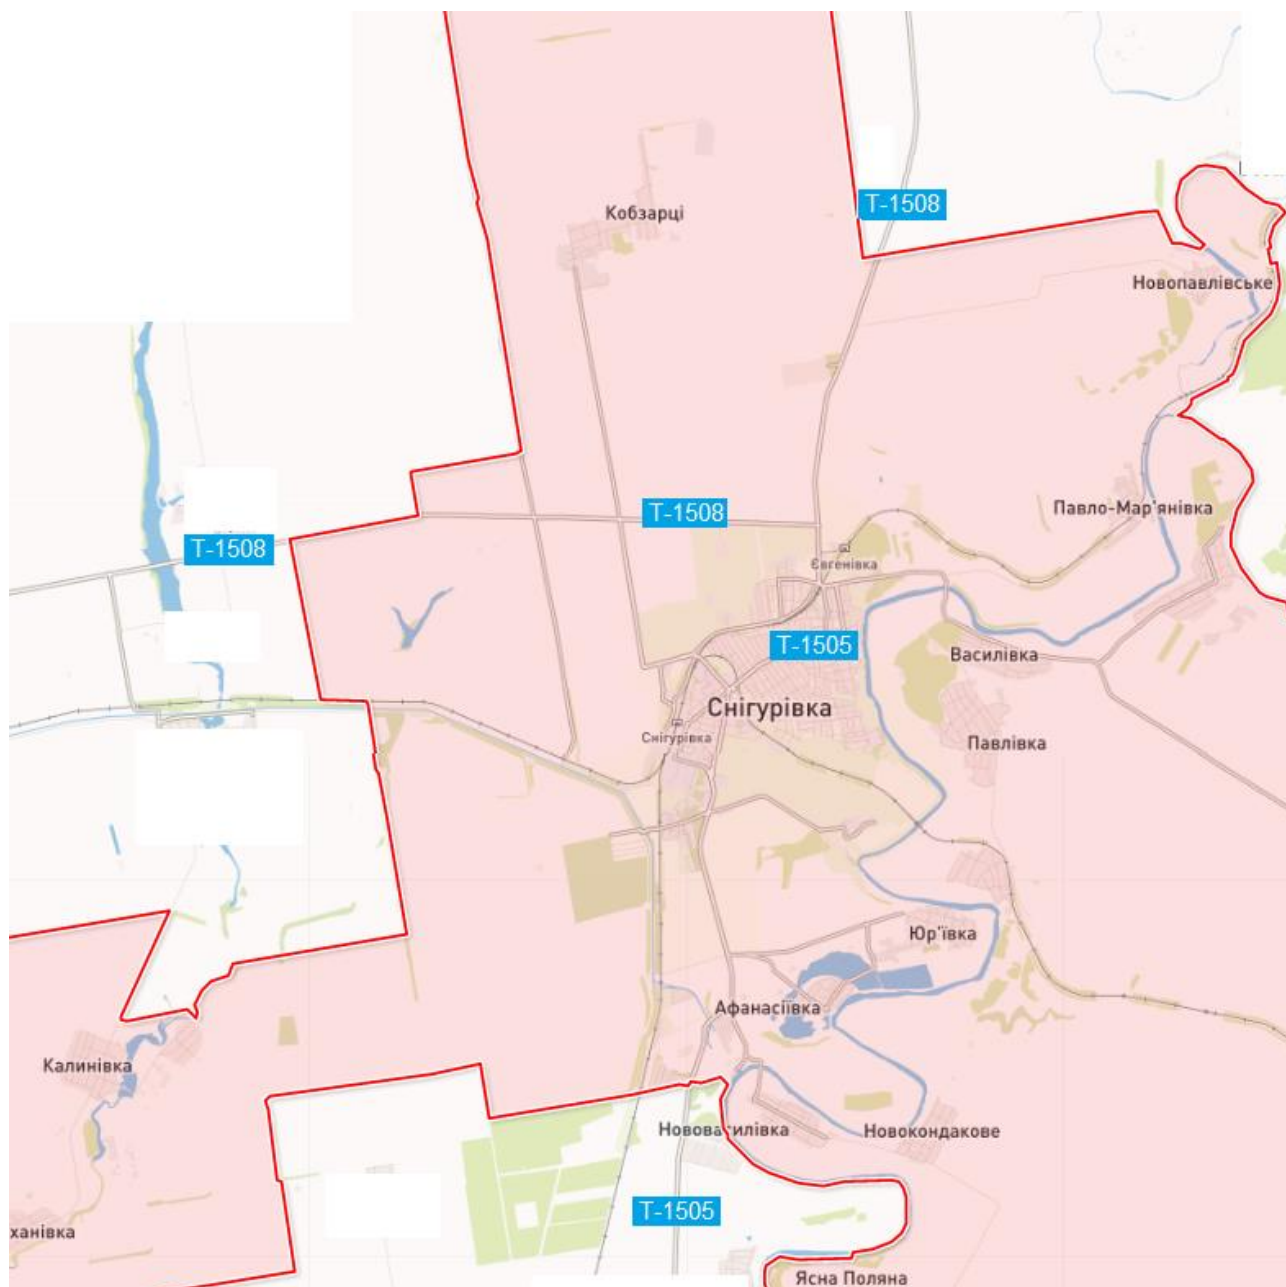 Т-1508
Кобзарці
Новопавлівське
Т-1508
Павло-Мар'янівка
Т-1508
Євгенівка
Т-1505
Василівка
Снігурівка
Снігурівка
Павлівка
Юр'ївка
Афанасіївка
Калинівка
Нововасилівка
Новокондакове
Т-1505
ханівка
Ясна Поляна